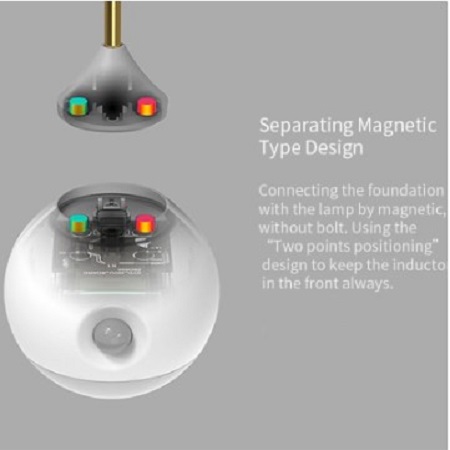 Separating Magnetic
Type Design
Connecting the foundation
with the lamp by magnetic,
without bolt. Using the
"Two points positioning"
design to keep the inducto
in the front always.